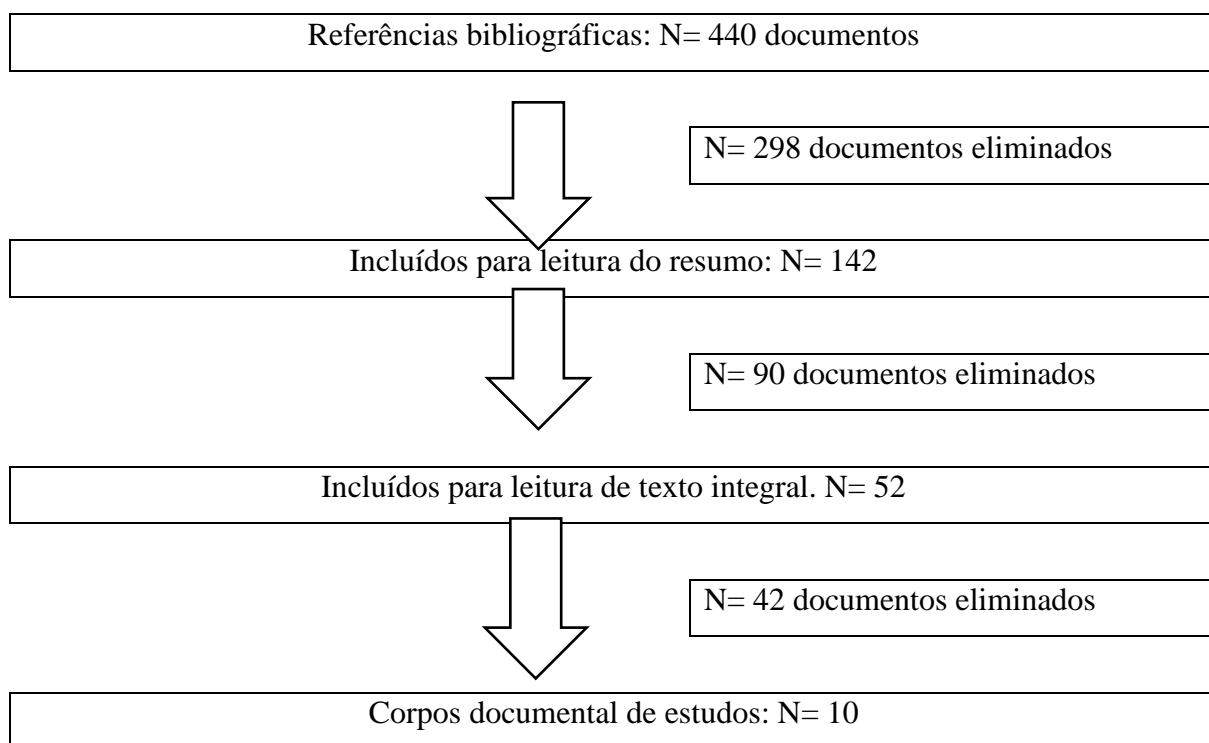 Referências bibliográficas: N= 440 documentos
N= 298 documentos eliminados
Incluídos para leitura do resumo: N= 142
N= 90 documentos eliminados
Incluídos para leitura de texto integral. N= 52
N= 42 documentos eliminados
Corpos documental de estudos: N= 10